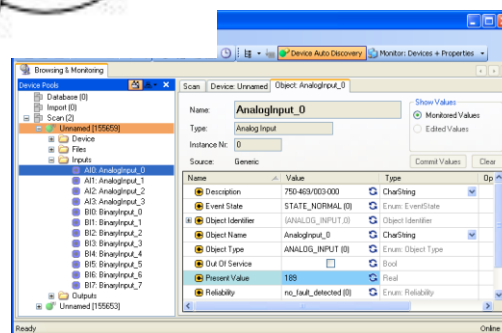 Device Auto Discovery Monitor: Devices + Properties
Browsing & Monitoring
Device Pools
Database (0)
Import (0)
Scan (2)
Unnamed [155659]
Device
Files
Inputs
AI0: AnalogInput_0
AI1: AnalogInput_1
AI2: AnalogInput_2
AI3: AnalogInput_3
BI0: BinaryInput_0
BI1: BinaryInput_1
BI2: BinaryInput_2
BI3: BinaryInput_3
BI4: BinaryInput_4
BI5: BinaryInput_5
BI6: BinaryInput_6
BI7: BinaryInput_7
Outputs
Unnamed [155653]
Scan Device: Unnamed Object: AnalogInput_0
Name: AnalogInput_0
Type: Analog Input
Instance Nr: 0
Source: Generic
Show Values
Monitored Values
Edited Values
Commit Values Clear
Name Value Type Op
Description 750-469/003-000 CharString
Event State STATE_NORMAL (0) Enum: EventState
Object Identifier (ANALOG_INPUT,0) Object Identifier
Object Name AnalogInput_0 CharString
Object Type ANALOG_INPUT (0) Enum: Object Type
Out Of Service Bool
Present Value 189 Real
Reliability no_fault_detected (0) Enum: Reliability
Ready Online